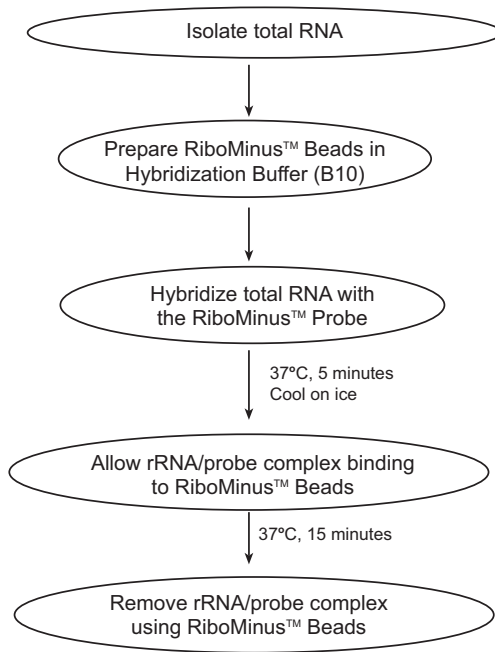 Isolate total RNA
Prepare RiboMinus™ Beads in
Hybridization Buffer (B10)
Hybridize total RNA with
the RiboMinus™ Probe
37ºC, 5 minutes
Cool on ice
Allow rRNA/probe complex binding
to RiboMinus™ Beads
37ºC, 15 minutes
Remove rRNA/probe complex
using RiboMinus™ Beads